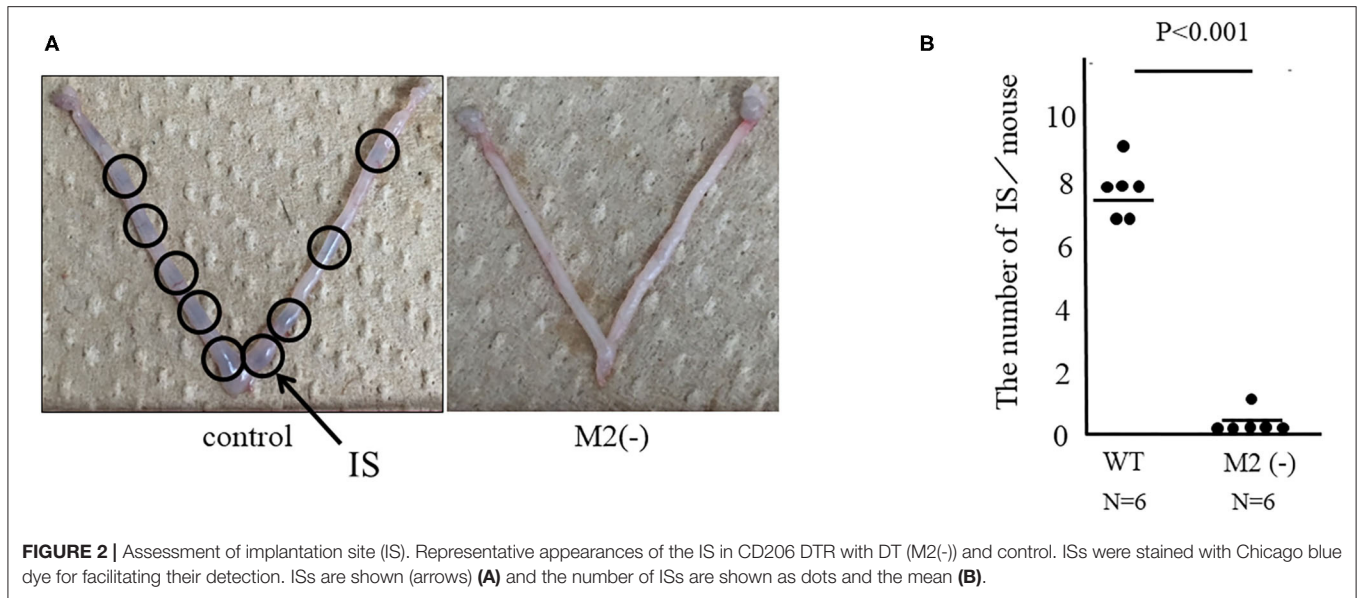 A
control
IS
M2(-)
B
P<0.001
The number of IS／mouse
10
8
6
4
2
0
WT
M2 (-)
N=6
N=6
FIGURE 2 | Assessment of implantation site (IS). Representative appearances of the IS in CD206 DTR with DT (M2(-)) and control. ISs were stained with Chicago blue
dye for facilitating their detection. ISs are shown (arrows) (A) and the number of ISs are shown as dots and the mean (B).